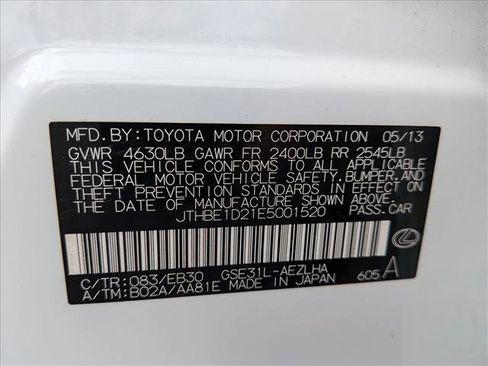 MFD. BY: TOYOTA MOTOR CORPORATION 05/13
GVWR 4630LB GAWR FR 2400LB RR 2545LB
THIS VEHICLE CONFORMS TO ALL APPLICABLE
FEDERAL MOTOR VEHICLE SAFETY, BUMPER, AND
THEFT PREVENTION STANDARDS IN EFFECT ON
THE DATE OF MANUFACTURE SHOWN ABOVE.
JTHBE1D21E5001520 PASS. CAR
C/TR: 083/EB30 GSE31L-AEZLHA
A/TM: B02A/AA81E MADE IN JAPAN 605 A